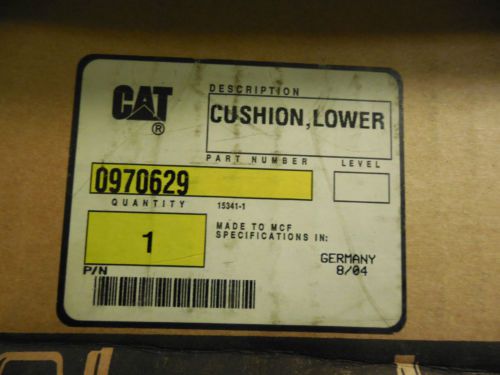 CAT
®
DESCRIPTION
CUSHION,LOWER
PART NUMBER LEVEL
0970629
QUANTITY 15341-1
1
MADE TO MCF
SPECIFICATIONS IN:
GERMANY
8/04
P/N